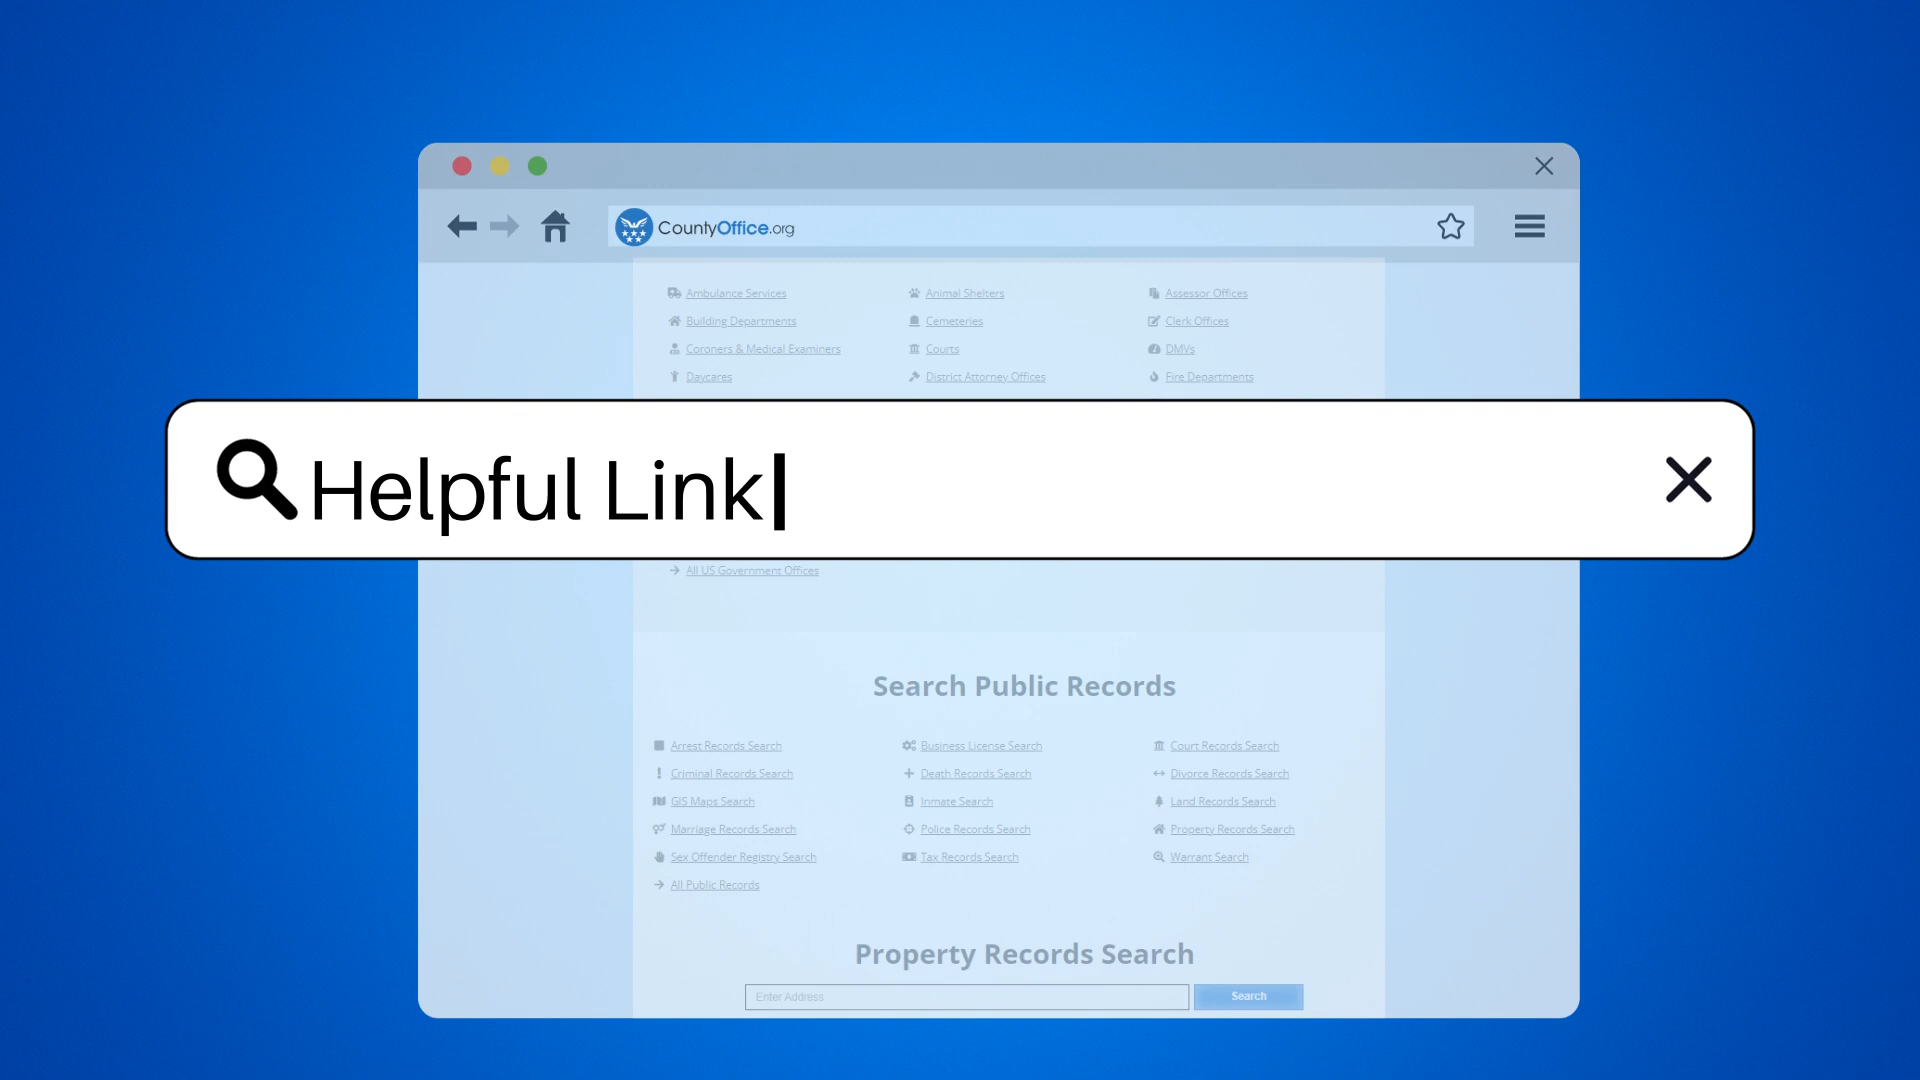 CountyOffice.org
Ambulance Services Animal Shelters Assessor Offices
Building Departments Cemeteries Clerk Offices
Coroners & Medical Examiners Courts DMVs
Daycares District Attorney Offices Fire Departments
Helpful Link
All US Government Offices
Search Public Records
Arrest Records Search Business License Search Court Records Search
Criminal Records Search Death Records Search Divorce Records Search
GIS Maps Search Inmate Search Land Records Search
Marriage Records Search Police Records Search Property Records Search
Sex Offender Registry Search Tax Records Search Warrant Search
All Public Records
Property Records Search
Enter Address Search